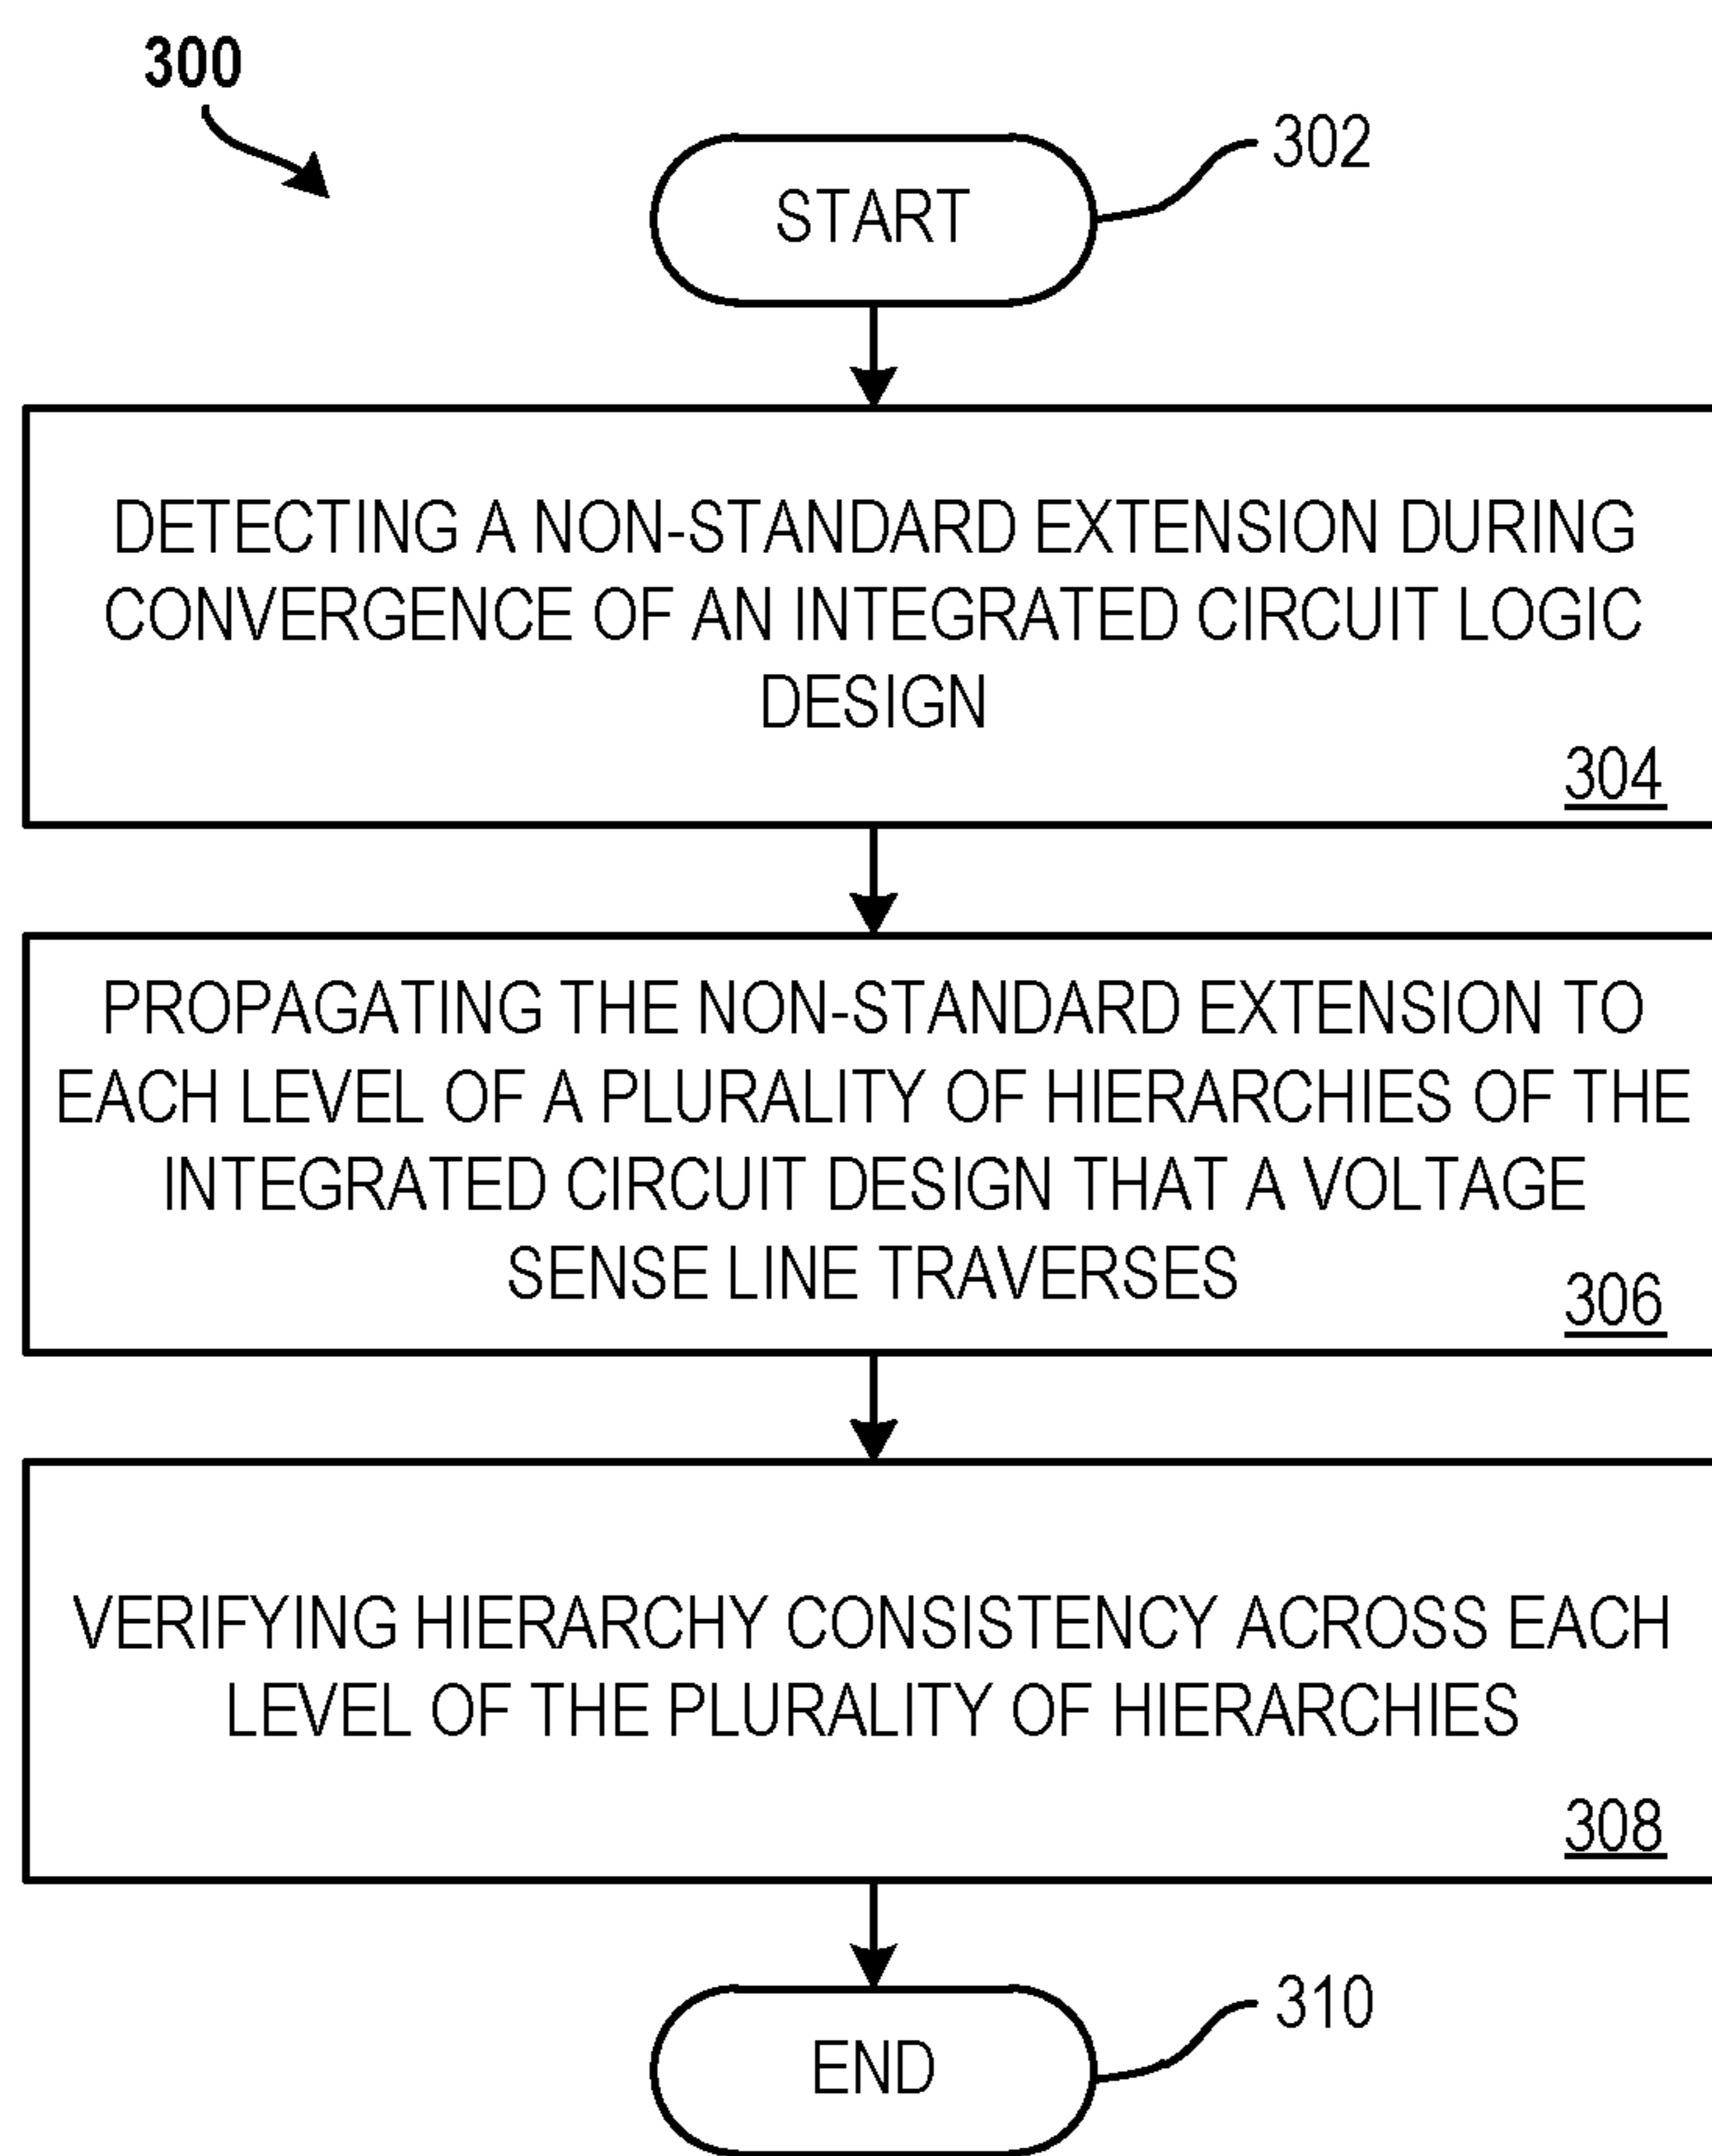 300
302
START
DETECTING A NON-STANDARD EXTENSION DURING
CONVERGENCE OF AN INTEGRATED CIRCUIT LOGIC
DESIGN
304
PROPAGATING THE NON-STANDARD EXTENSION TO
EACH LEVEL OF A PLURALITY OF HIERARCHIES OF THE
INTEGRATED CIRCUIT DESIGN THAT A VOLTAGE
SENSE LINE TRAVERSES
306
VERIFYING HIERARCHY CONSISTENCY ACROSS EACH
LEVEL OF THE PLURALITY OF HIERARCHIES
308
310
END